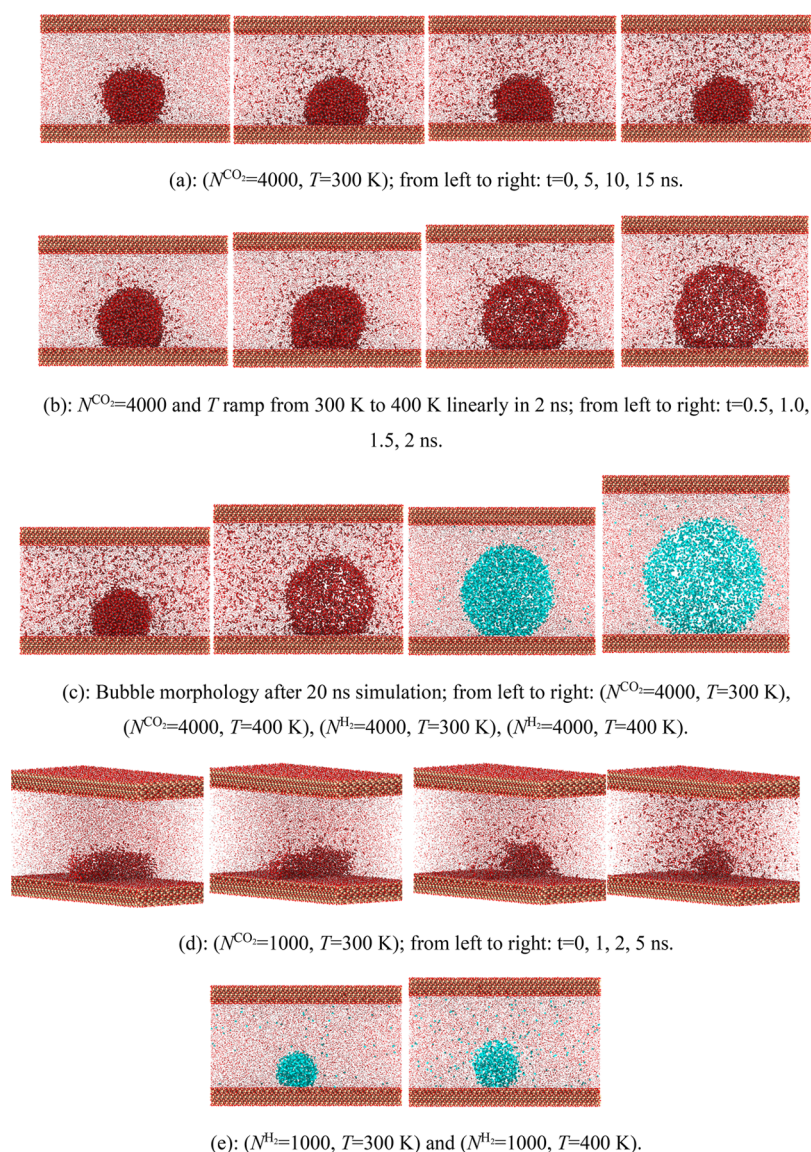 (a): (N^CO₂=4000, T=300 K); from left to right: t=0, 5, 10, 15 ns.
(b): N^CO₂=4000 and T ramp from 300 K to 400 K linearly in 2 ns; from left to right: t=0.5, 1.0,
1.5, 2 ns.
(c): Bubble morphology after 20 ns simulation; from left to right: (N^CO₂=4000, T=300 K),
(N^CO₂=4000, T=400 K), (N^H₂=4000, T=300 K), (N^H₂=4000, T=400 K).
(d): (N^CO₂=1000, T=300 K); from left to right: t=0, 1, 2, 5 ns.
(e): (N^H₂=1000, T=300 K) and (N^H₂=1000, T=400 K).